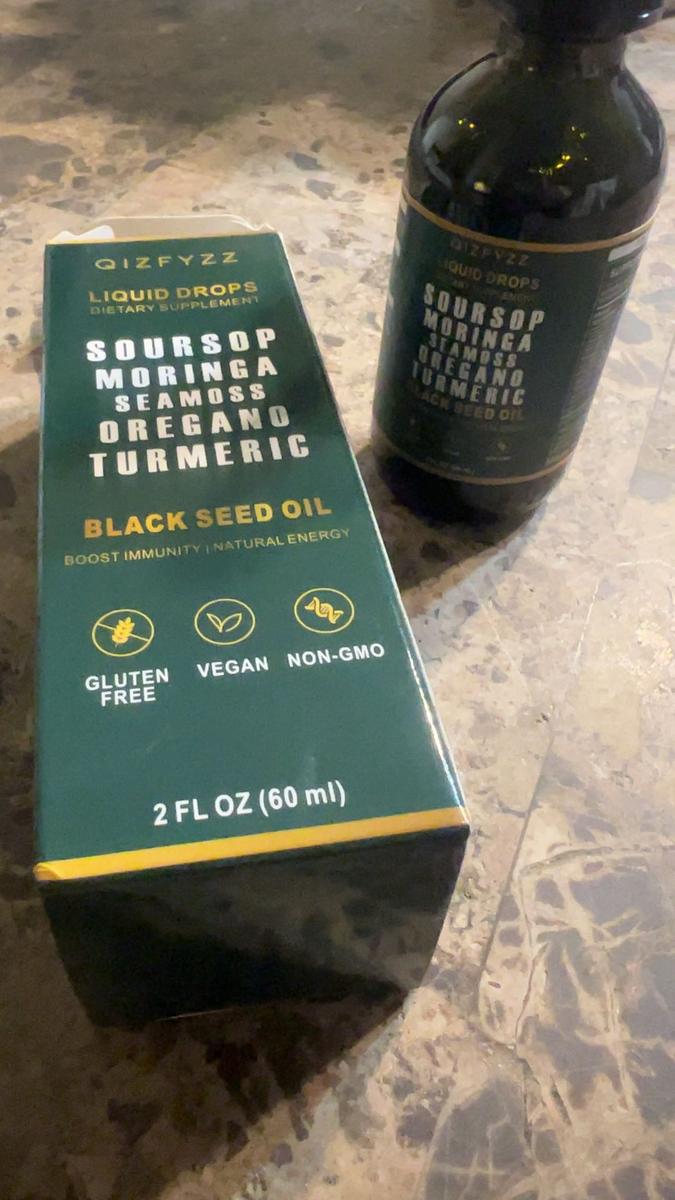 QIZFYZZ
LIQUID DROPS
DIETARY SUPPLEMENT
SOURSOP
MORINGA
SEAMOSS
OREGANO
TURMERIC
BLACK SEED OIL
BOOST IMMUNITY | NATURAL ENERGY
GLUTEN
FREE
VEGAN
NON-GMO
2 FL OZ (60 ml)
QIZFYZZ
LIQUID DROPS
DIETARY SUPPLEMENT
SOURSOP
MORINGA
SEAMOSS
OREGANO
TURMERIC
BLACK SEED OIL